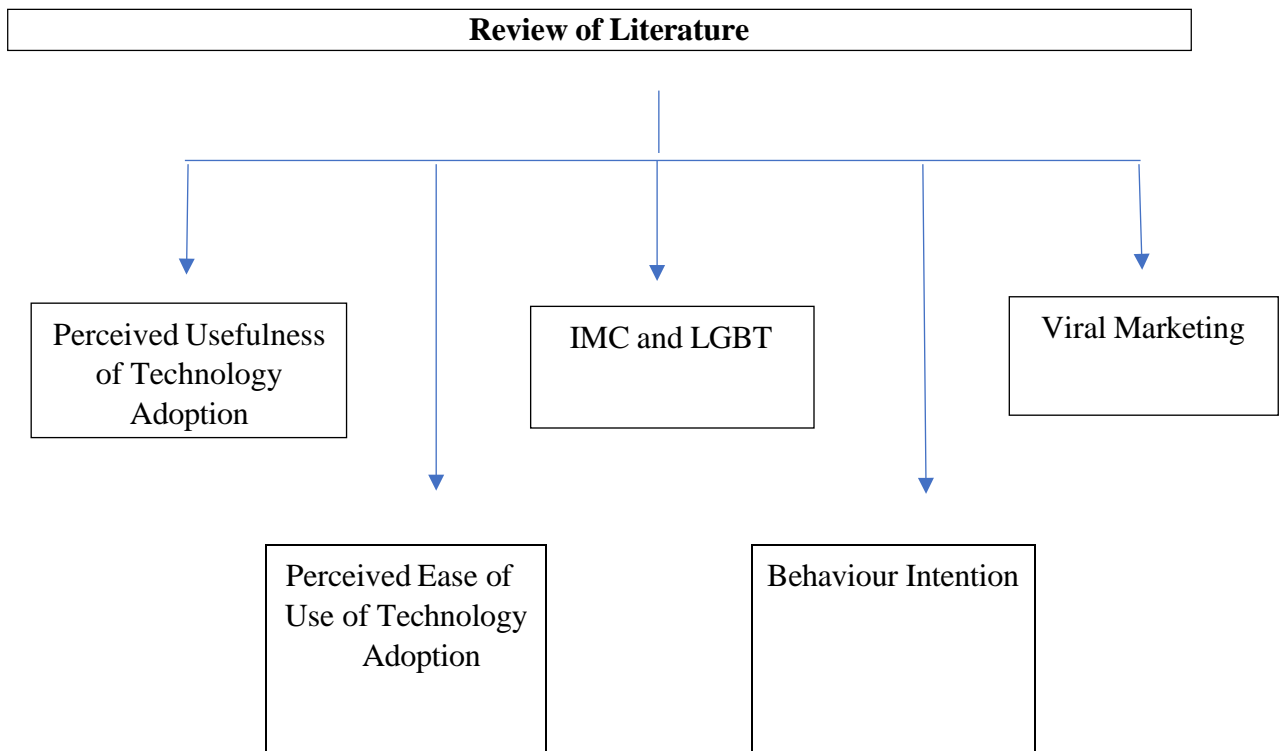 Review of Literature
Perceived Usefulness
of Technology
Adoption
IMC and LGBT
Viral Marketing
Perceived Ease of
Use of Technology
Adoption
Behaviour Intention